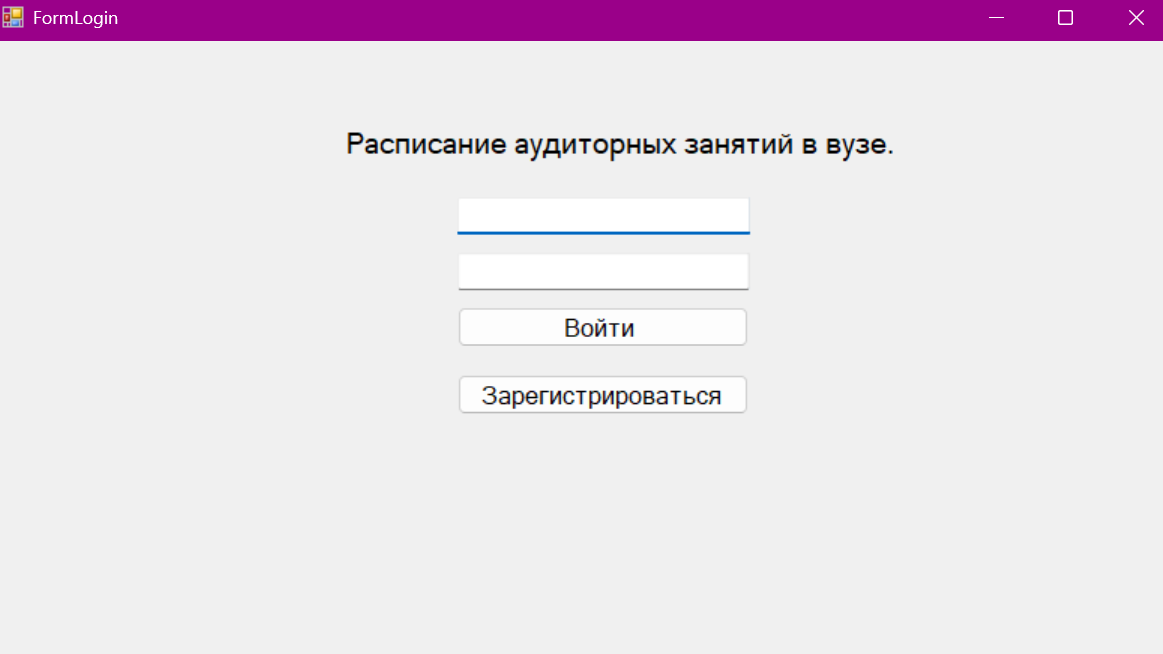 FormLogin
Расписание аудиторных занятий в вузе.
Войти
Зарегистрироваться